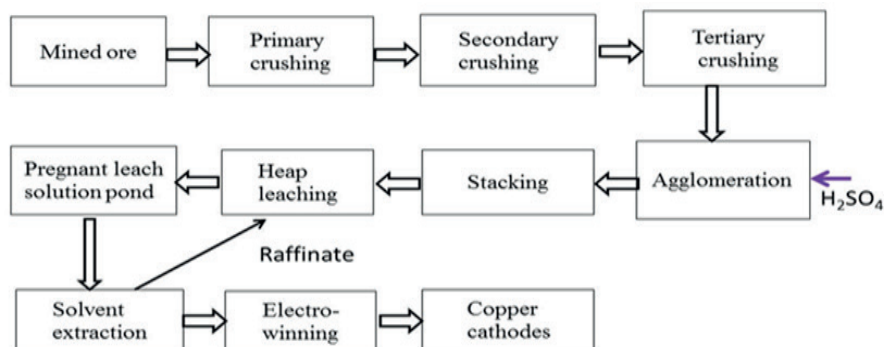 Mined ore
Primary
crushing
Secondary
crushing
Tertiary
crushing
Pregnant leach
solution pond
Heap
leaching
Stacking
Agglomeration
H₂SO₄
Raffinate
Solvent
extraction
Electro-
winning
Copper
cathodes